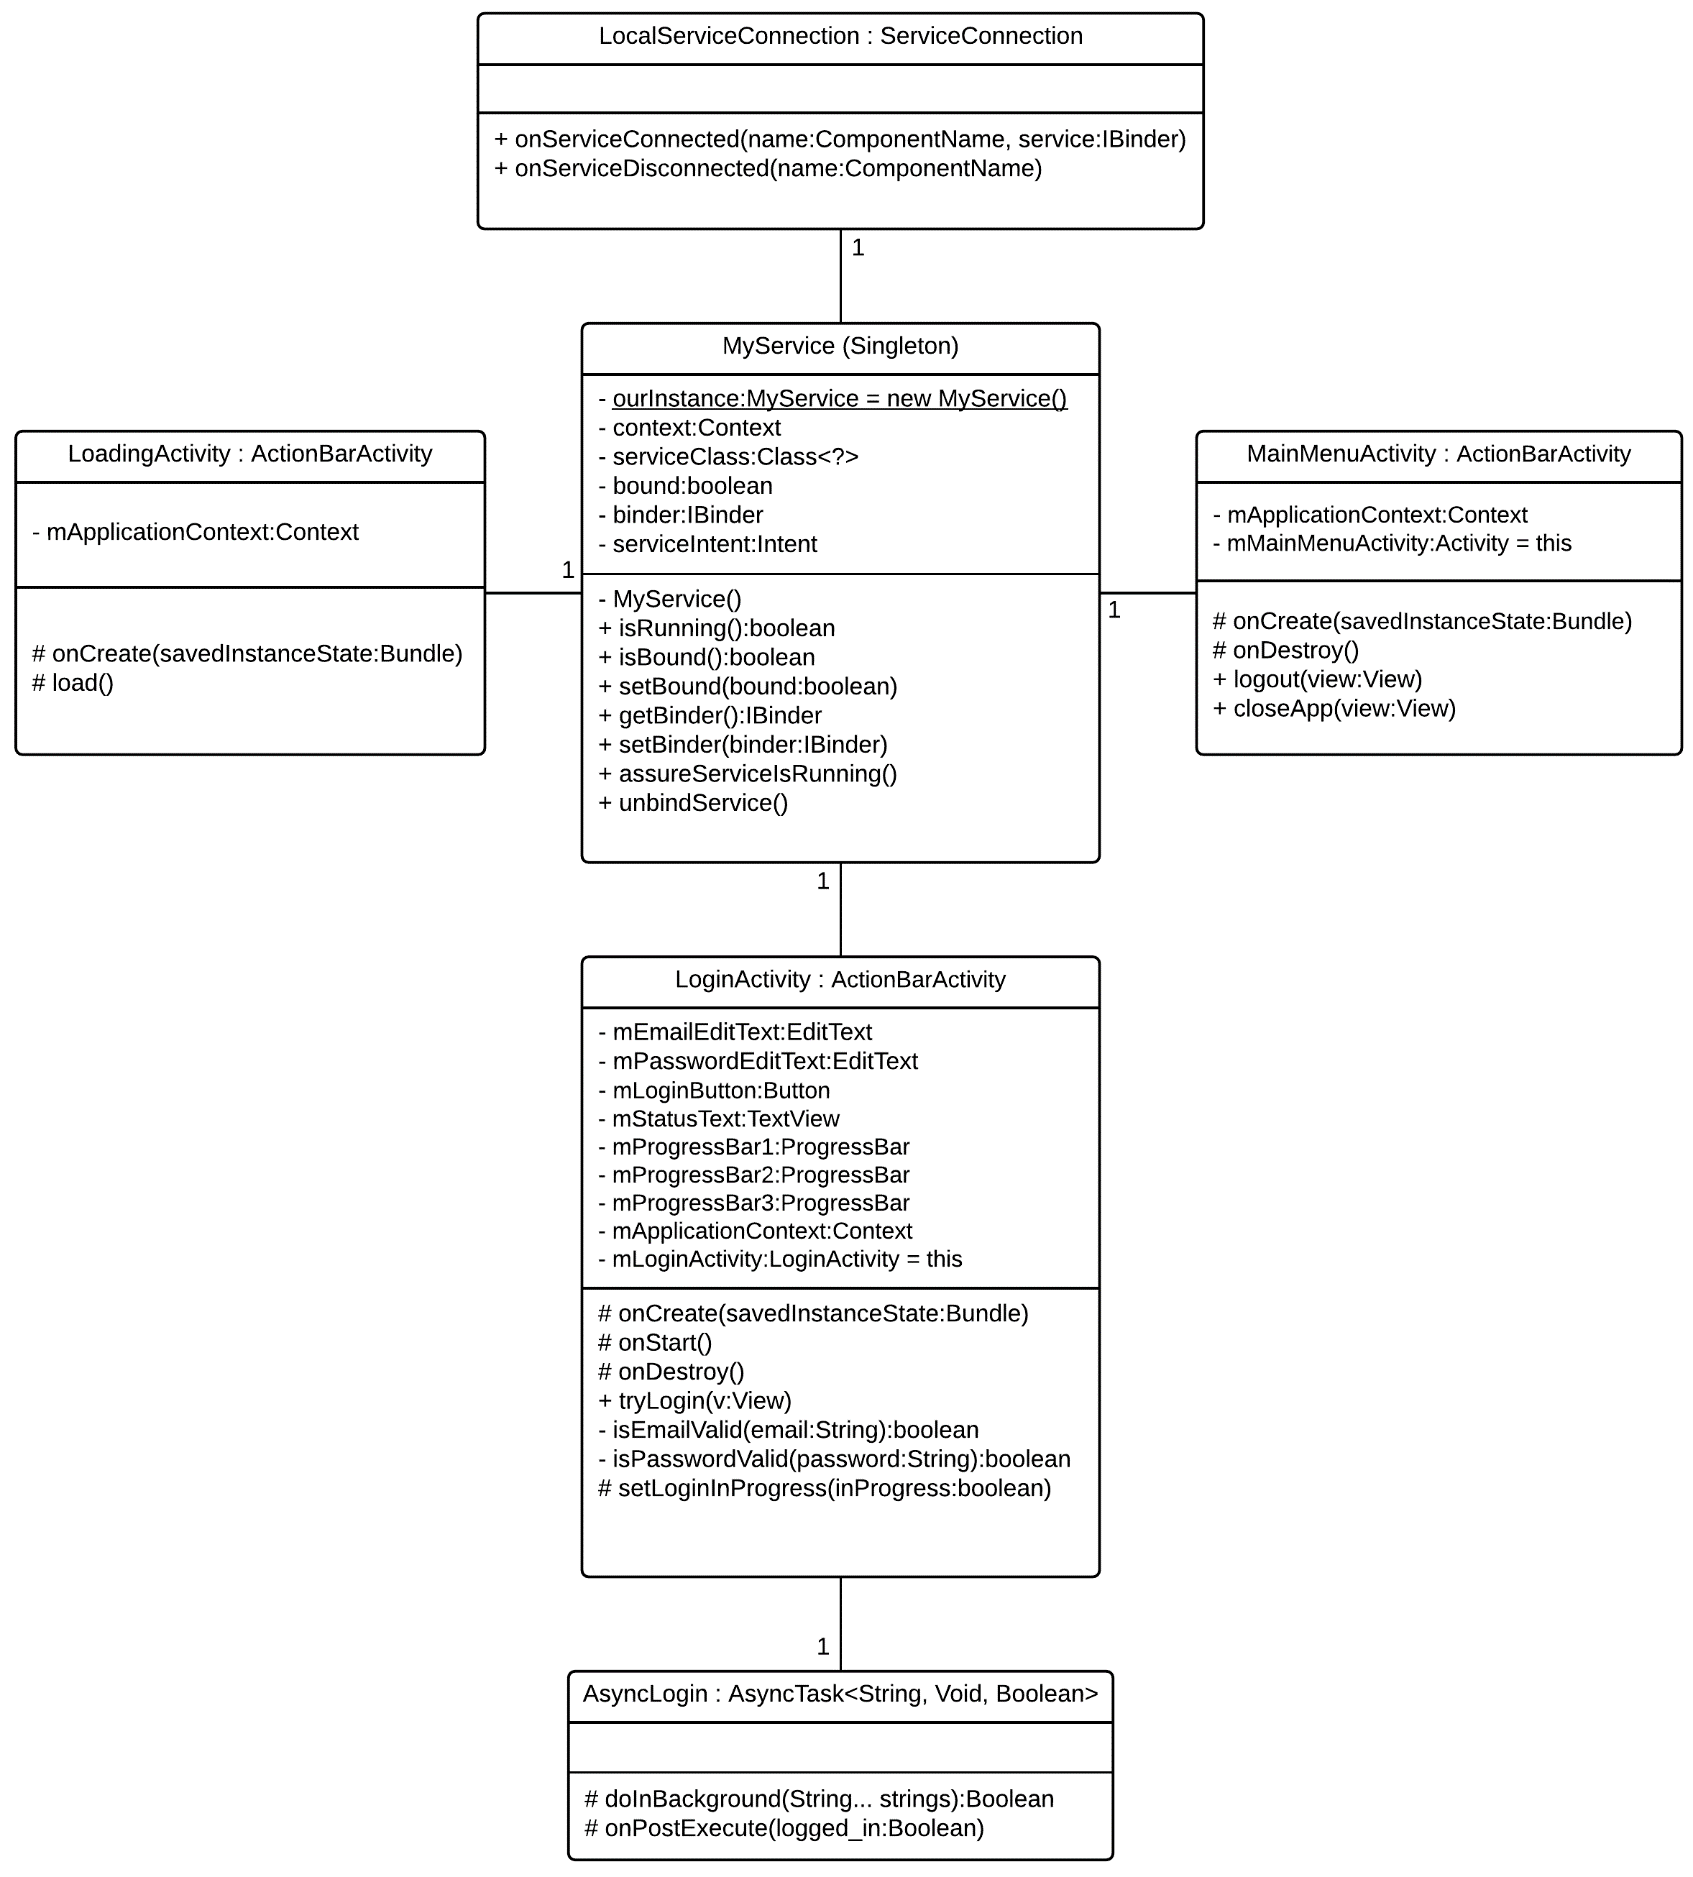 LocalServiceConnection : ServiceConnection
+ onServiceConnected(name:ComponentName, service:IBinder)
+ onServiceDisconnected(name:ComponentName)
1
MyService (Singleton)
- ourInstance:MyService = new MyService()
- context:Context
- serviceClass:Class<?>
- bound:boolean
- binder:IBinder
- serviceIntent:Intent
- MyService()
+ isRunning():boolean
+ isBound():boolean
+ setBound(bound:boolean)
+ getBinder():IBinder
+ setBinder(binder:IBinder)
+ assureServiceIsRunning()
+ unbindService()
LoadingActivity : ActionBarActivity
- mApplicationContext:Context
# onCreate(savedInstanceState:Bundle)
# load()
1
MainMenuActivity : ActionBarActivity
- mApplicationContext:Context
- mMainMenuActivity:Activity = this
# onCreate(savedInstanceState:Bundle)
# onDestroy()
+ logout(view:View)
+ closeApp(view:View)
1
1
LoginActivity : ActionBarActivity
- mEmailEditText:EditText
- mPasswordEditText:EditText
- mLoginButton:Button
- mStatusText:TextView
- mProgressBar1:ProgressBar
- mProgressBar2:ProgressBar
- mProgressBar3:ProgressBar
- mApplicationContext:Context
- mLoginActivity:LoginActivity = this
# onCreate(savedInstanceState:Bundle)
# onStart()
# onDestroy()
+ tryLogin(v:View)
- isEmailValid(email:String):boolean
- isPasswordValid(password:String):boolean
# setLoginInProgress(inProgress:boolean)
1
AsyncLogin : AsyncTask<String, Void, Boolean>
# doInBackground(String... strings):Boolean
# onPostExecute(logged_in:Boolean)